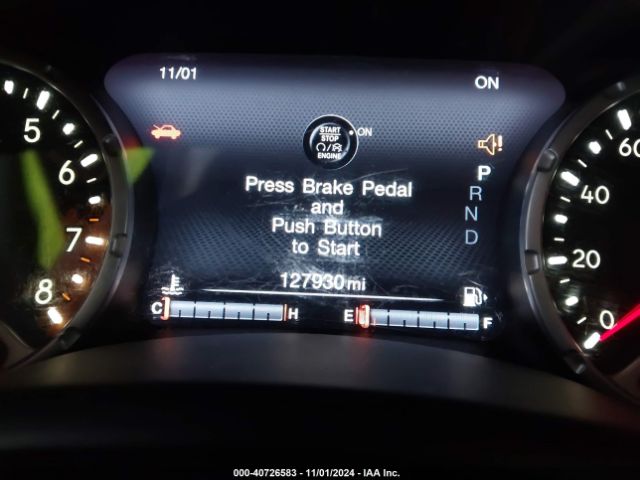 11/01
ON
START
STOP
ENGINE
ON
Press Brake Pedal
and
Push Button
to Start
P
R
N
D
127930 mi
C
H
E
F
5
6
7
8
60
40
20
0
000-40726583 - 11/01/2024 - IAA Inc.